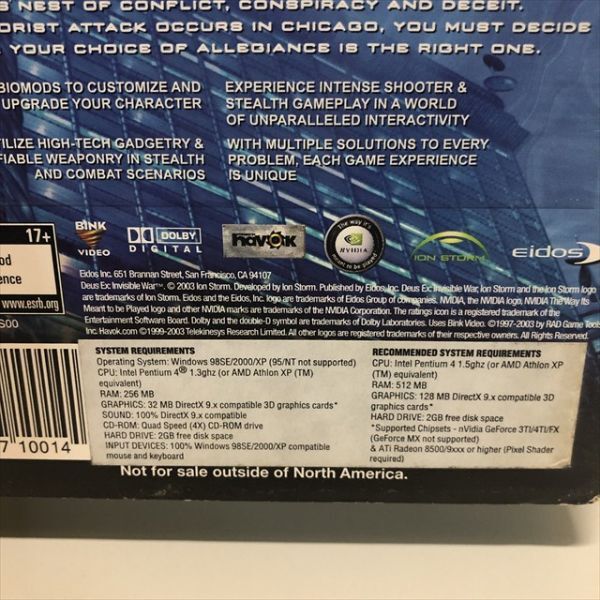 S NEST OF CONFLICT, CONSPIRACY AND DECEIT.
ORIST ATTACK OCCURS IN CHICAGO, YOU MUST DECIDE
YOUR CHOICE OF ALLEGIANCE IS THE RIGHT ONE.
BIOMODS TO CUSTOMIZE AND
UPGRADE YOUR CHARACTER
EXPERIENCE INTENSE SHOOTER &
STEALTH GAMEPLAY IN A WORLD
OF UNPARALLELED INTERACTIVITY
ILIZE HIGH-TECH GADGETRY &
FIABLE WEAPONRY IN STEALTH
AND COMBAT SCENARIOS
WITH MULTIPLE SOLUTIONS TO EVERY
PROBLEM, EACH GAME EXPERIENCE
IS UNIQUE
17+
od
ence
www.esrb.org
S00
BINK
VIDEO
DOLBY
DIGITAL
havok
The way it's
NVIDIA
meant to be played
ION STORM
eidos
Eidos Inc. 651 Brannan Street, San Francisco, CA 94107
Deus Ex Invisible War™. © 2003 Ion Storm. Developed by Ion Storm. Published by Eidos, Inc. Deus Ex: Invisible War, Ion Storm and the Ion Storm logo
are trademarks of Ion Storm. Eidos and the Eidos, Inc. logo are trademarks of Eidos Group of companies. NVIDIA, the NVIDIA logo, NVIDIA The Way Its
Meant to be Played logo and other NVIDIA marks are trademarks of the NVIDIA Corporation. The ratings icon is a registered trademark of the
Entertainment Software Board. Dolby and the double-D symbol are trademarks of Dolby Laboratories. Uses Bink Video. ©1997-2003 by RAD Game Tools
Inc. Havok.com ©1999-2003 Telekinesys Research Limited. All other logos are registered trademarks of their respective owners. All Rights Reserved.
SYSTEM REQUIREMENTS
Operating System: Windows 98SE/2000/XP (95/NT not supported)
CPU: Intel Pentium 4® 1.3ghz (or AMD Athlon XP (TM)
equivalent)
RAM: 256 MB
GRAPHICS: 32 MB DirectX 9.x compatible 3D graphics cards*
SOUND: 100% DirectX 9.x compatible
CD-ROM: Quad Speed (4X) CD-ROM drive
HARD DRIVE: 2GB free disk space
INPUT DEVICES: 100% Windows 98SE/2000/XP compatible
mouse and keyboard
RECOMMENDED SYSTEM REQUIREMENTS
CPU: Intel Pentium 4 1.5ghz (or AMD Athlon XP
(TM) equivalent)
RAM: 512 MB
GRAPHICS: 128 MB DirectX 9.x compatible 3D
graphics cards*
HARD DRIVE: 2GB free disk space
*Supported Chipsets - nVidia GeForce 3TI/4TI/FX
(GeForce MX not supported)
& ATi Radeon 8500/9xxx or higher (Pixel Shader
required)
7 10014
Not for sale outside of North America.